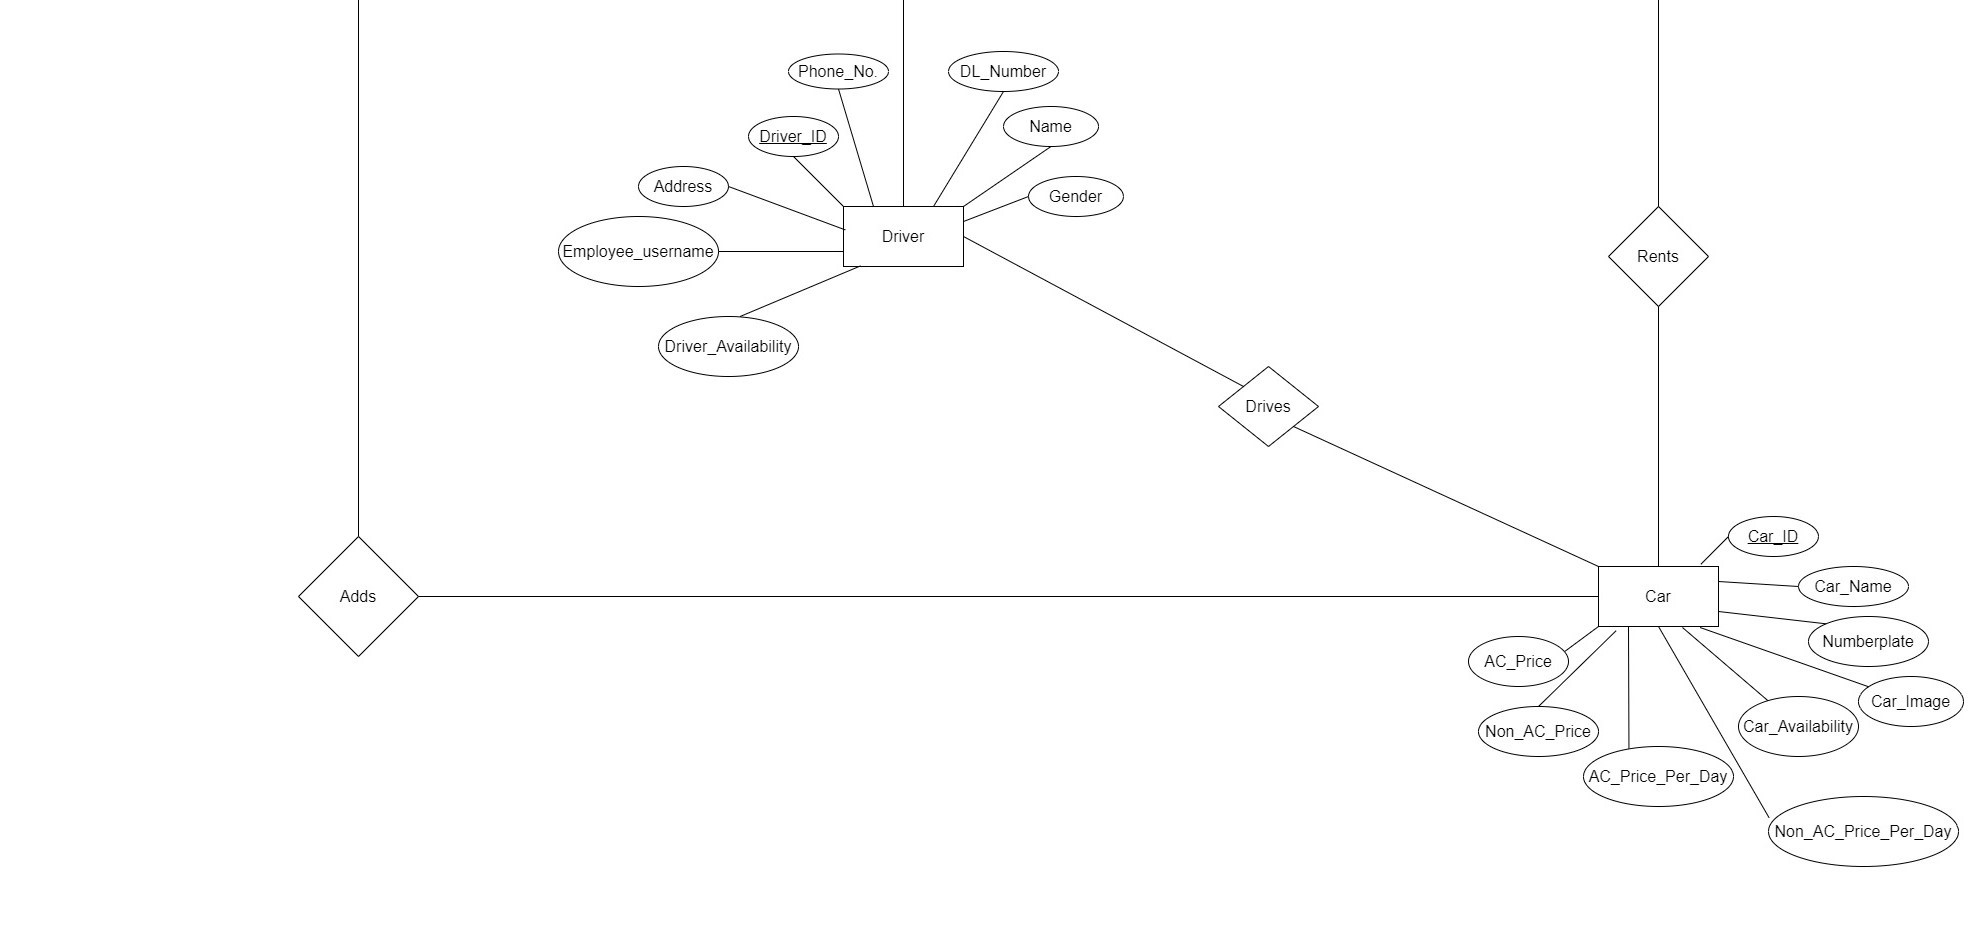 Phone_No.
DL_Number
Name
Driver_ID
Address
Gender
Driver
Employee_username
Rents
Driver_Availability
Drives
Car_ID
Car_Name
Adds
Car
Numberplate
AC_Price
Car_Image
Car_Availability
Non_AC_Price
AC_Price_Per_Day
Non_AC_Price_Per_Day